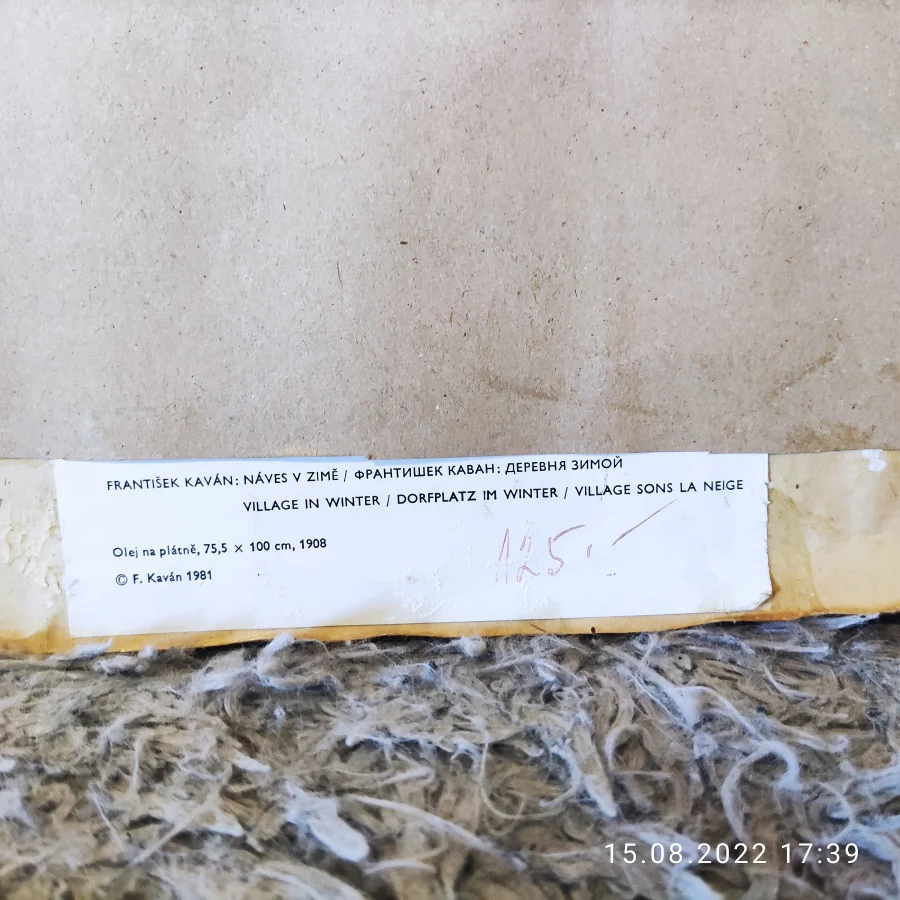 FRANTIŠEK KAVÁN: NÁVES V ZIMĚ / ФРАНТИШЕК КАВАН: ДЕРЕВНЯ ЗИМОЙ
VILLAGE IN WINTER / DORFPLATZ IM WINTER / VILLAGE SONS LA NEIGE
125,-
Olej na plátně, 75,5 × 100 cm, 1908
© F. Kaván 1981
15.08.2022 17:39